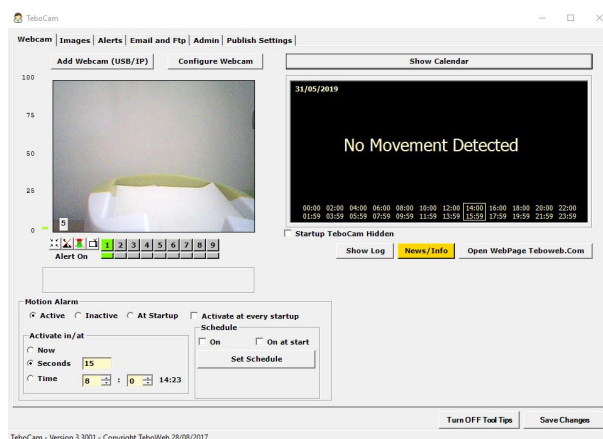 TeboCam
Webcam Images Alerts Email and Ftp Admin Publish Settings
Add Webcam (USB/IP) Configure Webcam
Show Calendar
100
75
50
25
0
5
31/05/2019
No Movement Detected
00:00 02:00 04:00 06:00 08:00 10:00 12:00 14:00 16:00 18:00 20:00 22:00
01:59 03:59 05:59 07:59 09:59 11:59 13:59 15:59 17:59 19:59 21:59 23:59
1 2 3 4 5 6 7 8 9
Alert On
Startup TeboCam Hidden
Show Log News/Info Open WebPage Teboweb.Com
Motion Alarm
Active Inactive At Startup Activate at every startup
Activate in/at
Now
Seconds 15
Time 8 : 0 14:23
Schedule
On On at start
Set Schedule
Turn OFF Tool Tips Save Changes
TeboCam - Version 3.3001 - Copyright TeboWeb 28/08/2017